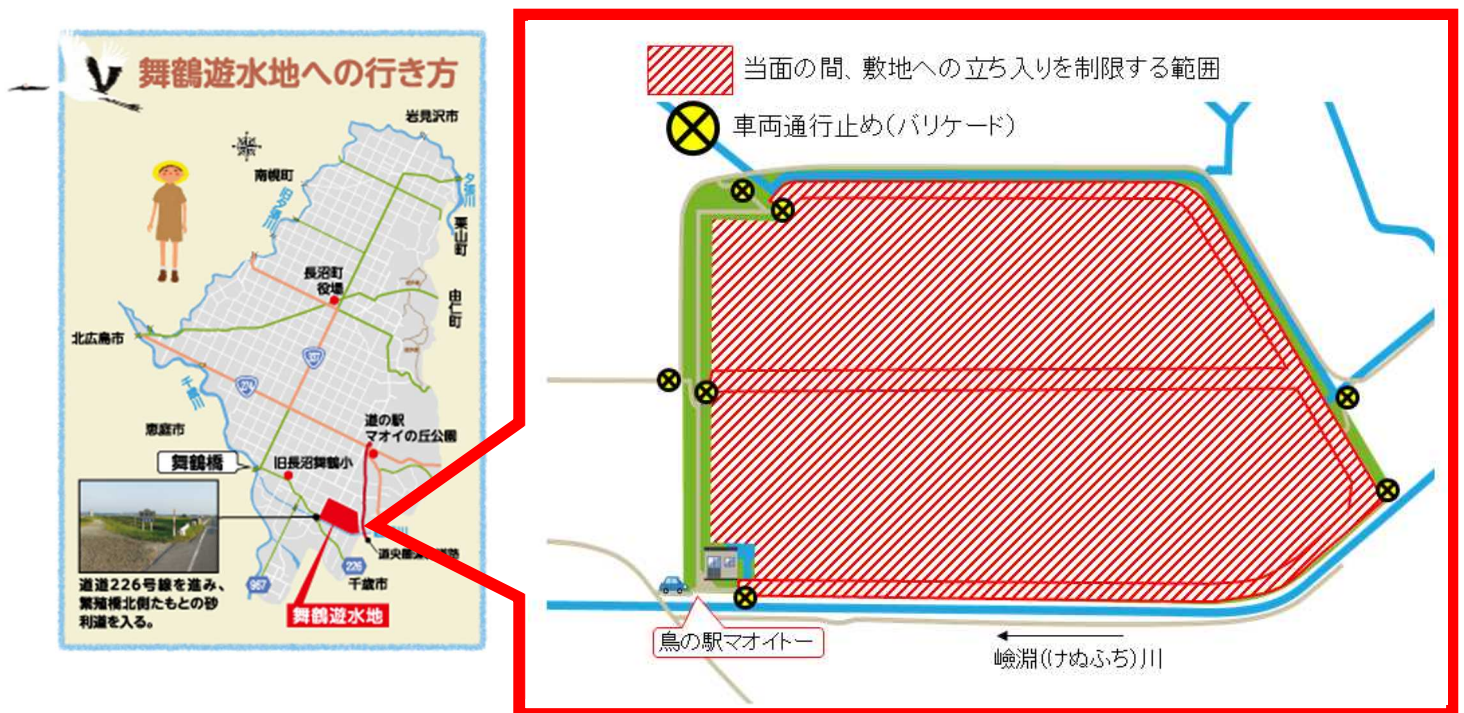 舞鶴遊水地への行き方
岩見沢市
南幌町
夕張川
旧夕張川
栗山町
長沼町
役場
由仁町
北広島市
337
274
千歳川
恵庭市
道の駅
マオイの丘公園
舞鶴橋
旧長沼舞鶴小
226
967
千歳市
道道226号線を進み、
繁殖橋北側たもとの砂
利道を入る。
舞鶴遊水地
当面の間、敷地への立ち入りを制限する範囲
車両通行止め(バリケード)
鳥の駅マオイトー
嶮淵((けぬふち)川